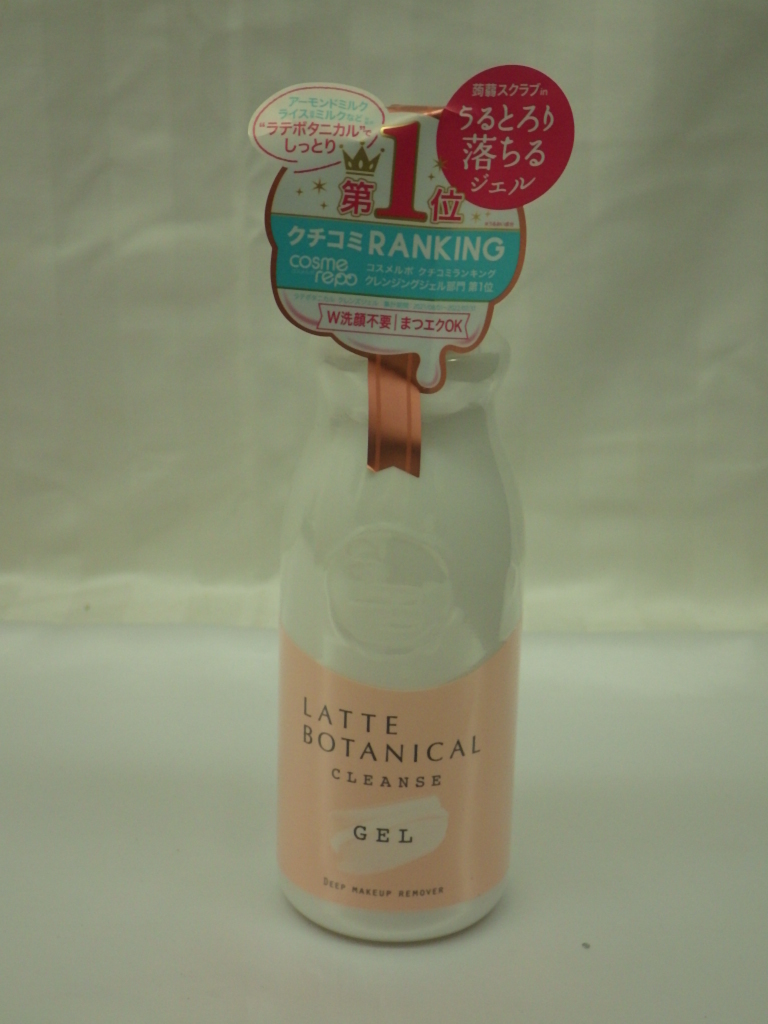 アーモンドミルク
ライスミルクなど
"ラテボタニカル"で
しっとり
蒟蒻スクラブin
うるとろり
落ちる
ジェル
第1位
クチコミRANKING
cosme
repo
コスメルポ クチコミランキング
クレンジングジェル部門 第1位
W洗顔不要|まつエクOK
LATTE
BOTANICAL
CLEANSE
GEL
DEEP MAKEUP REMOVER